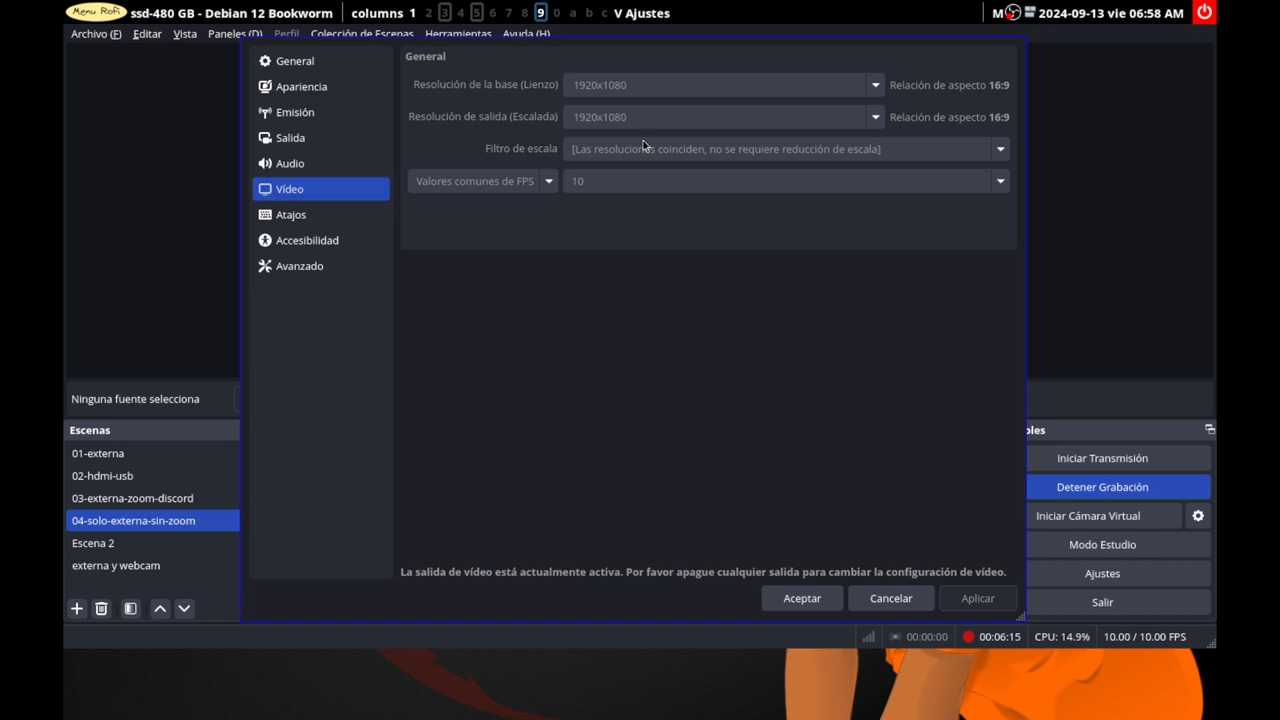 Menu Rofi ssd-480 GB - Debian 12 Bookworm columns 1 2 3 4 5 6 7 8 9 0 a b c V Ajustes M 2024-09-13 vie 06:58 AM
Archivo (F) Editar Vista Paneles (D) Perfil Colección de Escenas Herramientas Ayuda (H)
General
Apariencia
Emisión
Salida
Audio
Vídeo
Atajos
Accesibilidad
Avanzado
General
Resolución de la base (Lienzo) 1920x1080 Relación de aspecto 16:9
Resolución de salida (Escalada) 1920x1080 Relación de aspecto 16:9
Filtro de escala [Las resoluciones coinciden, no se requiere reducción de escala]
Valores comunes de FPS 10
La salida de vídeo está actualmente activa. Por favor apague cualquier salida para cambiar la configuración de vídeo.
Aceptar Cancelar Aplicar
Ninguna fuente selecciona
Escenas
01-externa
02-hdmi-usb
03-externa-zoom-discord
04-solo-externa-sin-zoom
Escena 2
externa y webcam
oles
Iniciar Transmisión
Detener Grabación
Iniciar Cámara Virtual
Modo Estudio
Ajustes
Salir
00:00:00 00:06:15 CPU: 14.9% 10.00 / 10.00 FPS